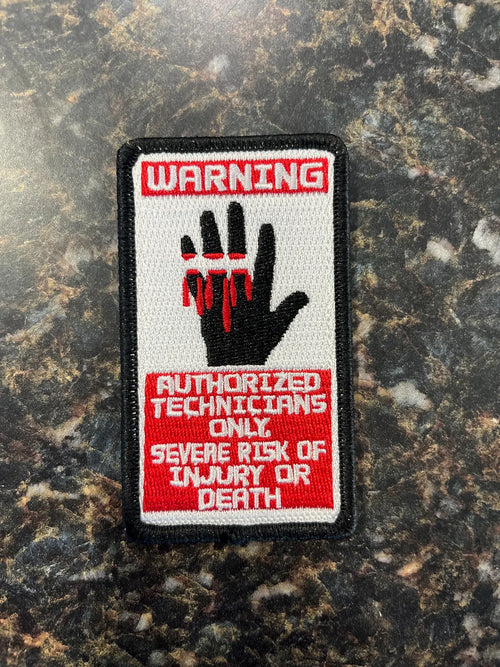 WARNING
AUTHORIZED
TECHNICIANS
ONLY,
SEVERE RISK OF
INJURY OR
DEATH